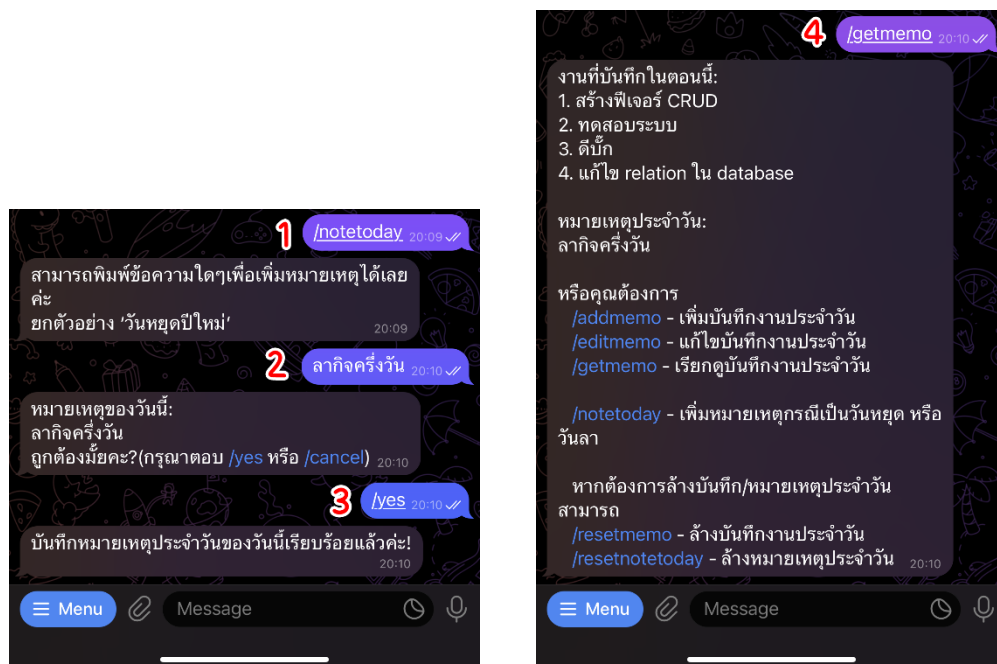 1
/notetoday 20:09
สามารถพิมพ์ข้อความใดๆเพื่อเพิ่มหมายเหตุได้เลย
ค่ะ
ยกตัวอย่าง ‘วันหยุดปีใหม่’
20:09
2
ลากิจครึ่งวัน 20:10
หมายเหตุของวันนี้:
ลากิจครึ่งวัน
ถูกต้องมั้ยคะ?(กรุณาตอบ /yes หรือ /cancel) 20:10
3
/yes 20:10
บันทึกหมายเหตุประจำวันของวันนี้เรียบร้อยแล้วค่ะ!
20:10
Menu
Message
4
/getmemo 20:10
งานที่บันทึกในตอนนี้:
1. สร้างฟีเจอร์ CRUD
2. ทดสอบระบบ
3. ดีบั๊ก
4. แก้ไข relation ใน database
หมายเหตุประจำวัน:
ลากิจครึ่งวัน
หรือคุณต้องการ
/addmemo - เพิ่มบันทึกงานประจำวัน
/editmemo - แก้ไขบันทึกงานประจำวัน
/getmemo - เรียกดูบันทึกงานประจำวัน
/notetoday - เพิ่มหมายเหตุกรณีเป็นวันหยุด หรือ
วันลา
หากต้องการล้างบันทึก/หมายเหตุประจำวัน
สามารถ
/resetmemo - ล้างบันทึกงานประจำวัน
/resetnotetoday - ล้างหมายเหตุประจำวัน 20:10
Menu
Message